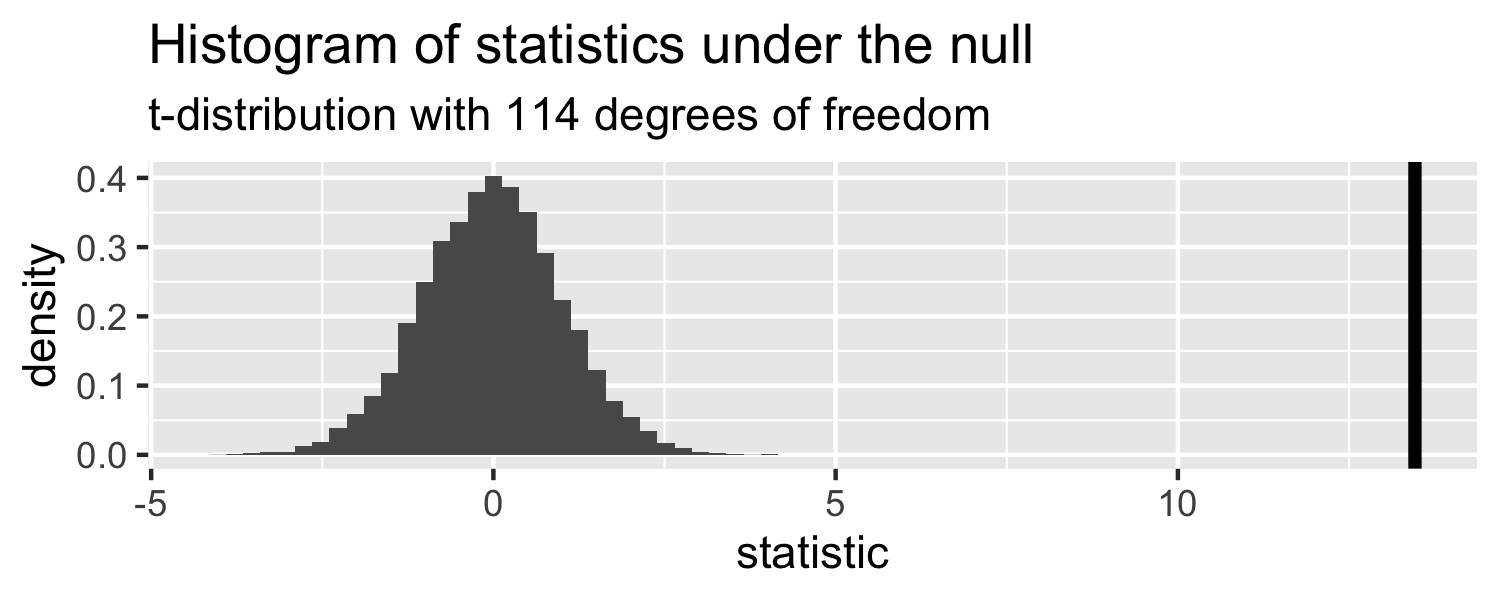 Histogram of statistics under the null
t-distribution with 114 degrees of freedom
density
0.4
0.3
0.2
0.1
0.0
-5 0 5 10
statistic